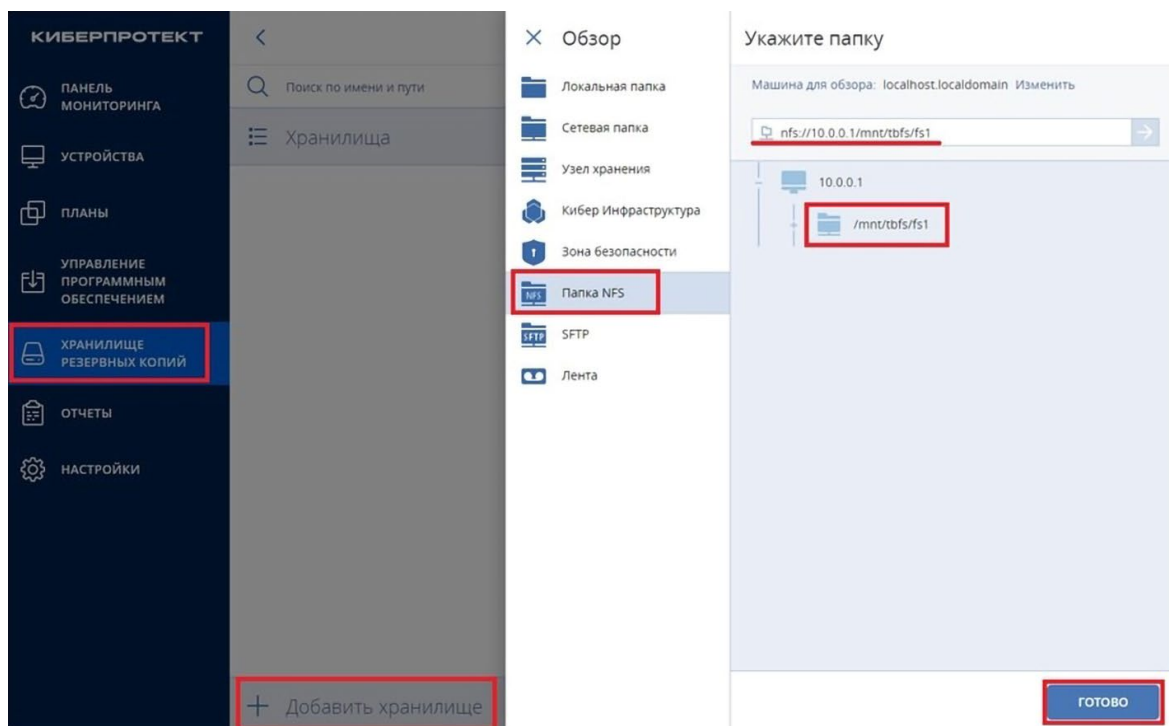 КИБЕРПРОТЕКТ
ПАНЕЛЬ
МОНИТОРИНГА
УСТРОЙСТВА
ПЛАНЫ
УПРАВЛЕНИЕ
ПРОГРАММНЫМ
ОБЕСПЕЧЕНИЕМ
ХРАНИЛИЩЕ
РЕЗЕРВНЫХ КОПИЙ
ОТЧЕТЫ
НАСТРОЙКИ
Поиск по имени и пути
Хранилища
Добавить хранилище
Обзор
Локальная папка
Сетевая папка
Узел хранения
Кибер Инфраструктура
Зона безопасности
NFS Папка NFS
SFTP SFTP
Лента
Укажите папку
Машина для обзора: localhost.localdomain Изменить
nfs://10.0.0.1/mnt/tbfs/fs1
10.0.0.1
/mnt/tbfs/fs1
ГОТОВО